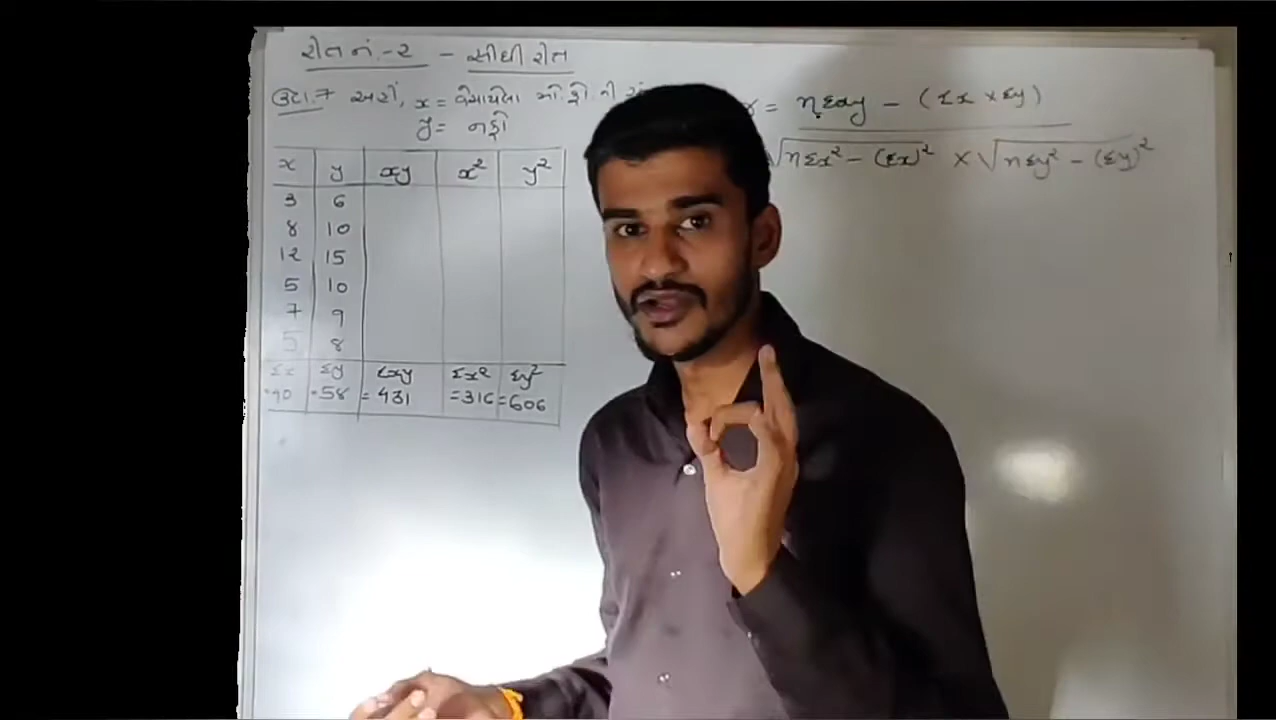 રીત નં.-૨ - સીધી રીત
ઉદા.7 અહીં, x = વેચાયેલા મો.ફો.ની
y = નફો
= nΣxy - (Σx × Σy)
√nΣx² - (Σx)² × √nΣy² - (Σy)²
x y xy x² y²
3 6
8 10
12 15
5 10
7 9
5 8
Σx Σy Σxy Σx² Σy²
=40 =58 =431 =316 =606